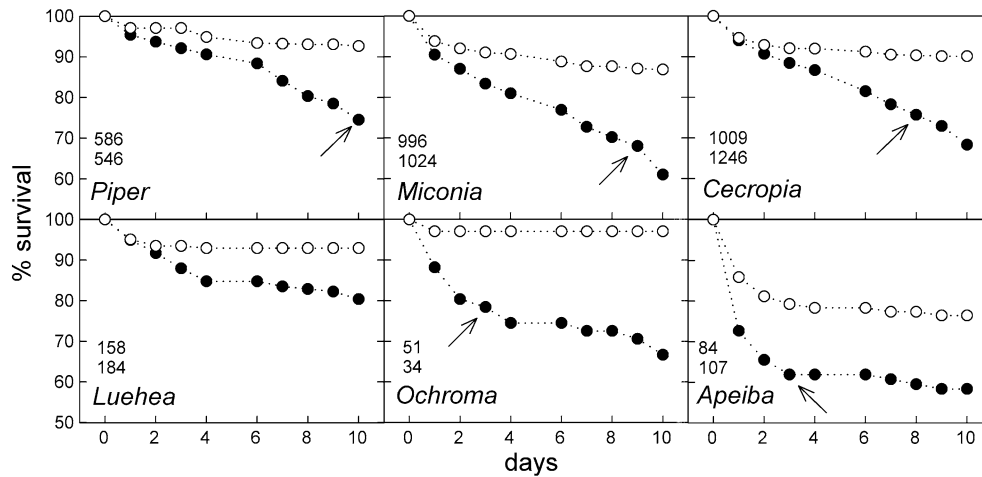 100
90
80
70
60
586
546
Piper
996
1024
Miconia
1009
1246
Cecropia
% survival
100
90
80
70
60
50
158
184
Luehea
51
34
Ochroma
84
107
Apeiba
0 2 4 6 8 10
0 2 4 6 8 10
0 2 4 6 8 10
days